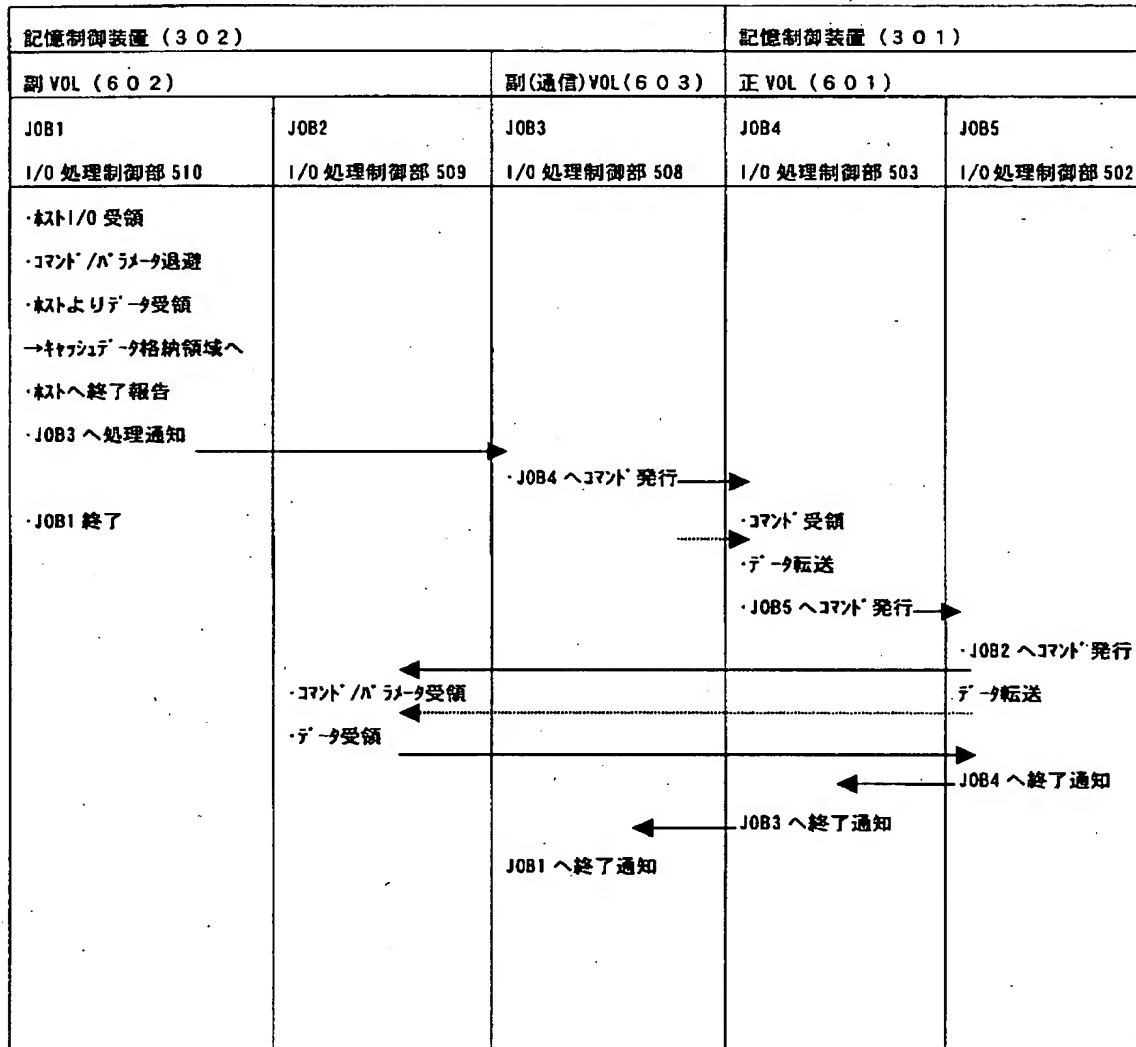 記憶制御装置(302)
記憶制御装置(301)
副VOL(602)
副(通信)VOL(603)
正VOL(601)
JOB1
JOB2
JOB3
JOB4
JOB5
I/O処理制御部510
I/O処理制御部509
I/O処理制御部508
I/O処理制御部503
I/O処理制御部502
・ホストI/O受領
・コマンド/パラメータ退避
・ホストよりデータ受領
→キャッシュデータ格納領域へ
・ホストへ終了報告
・JOB3へ処理通知
・JOB4へコマンド発行
・JOB1終了
・コマンド受領
・データ転送
・JOB5へコマンド発行
・JOB2へコマンド発行
・コマンド/パラメータ受領
データ転送
・データ受領
JOB4へ終了通知
JOB3へ終了通知
JOB1へ終了通知